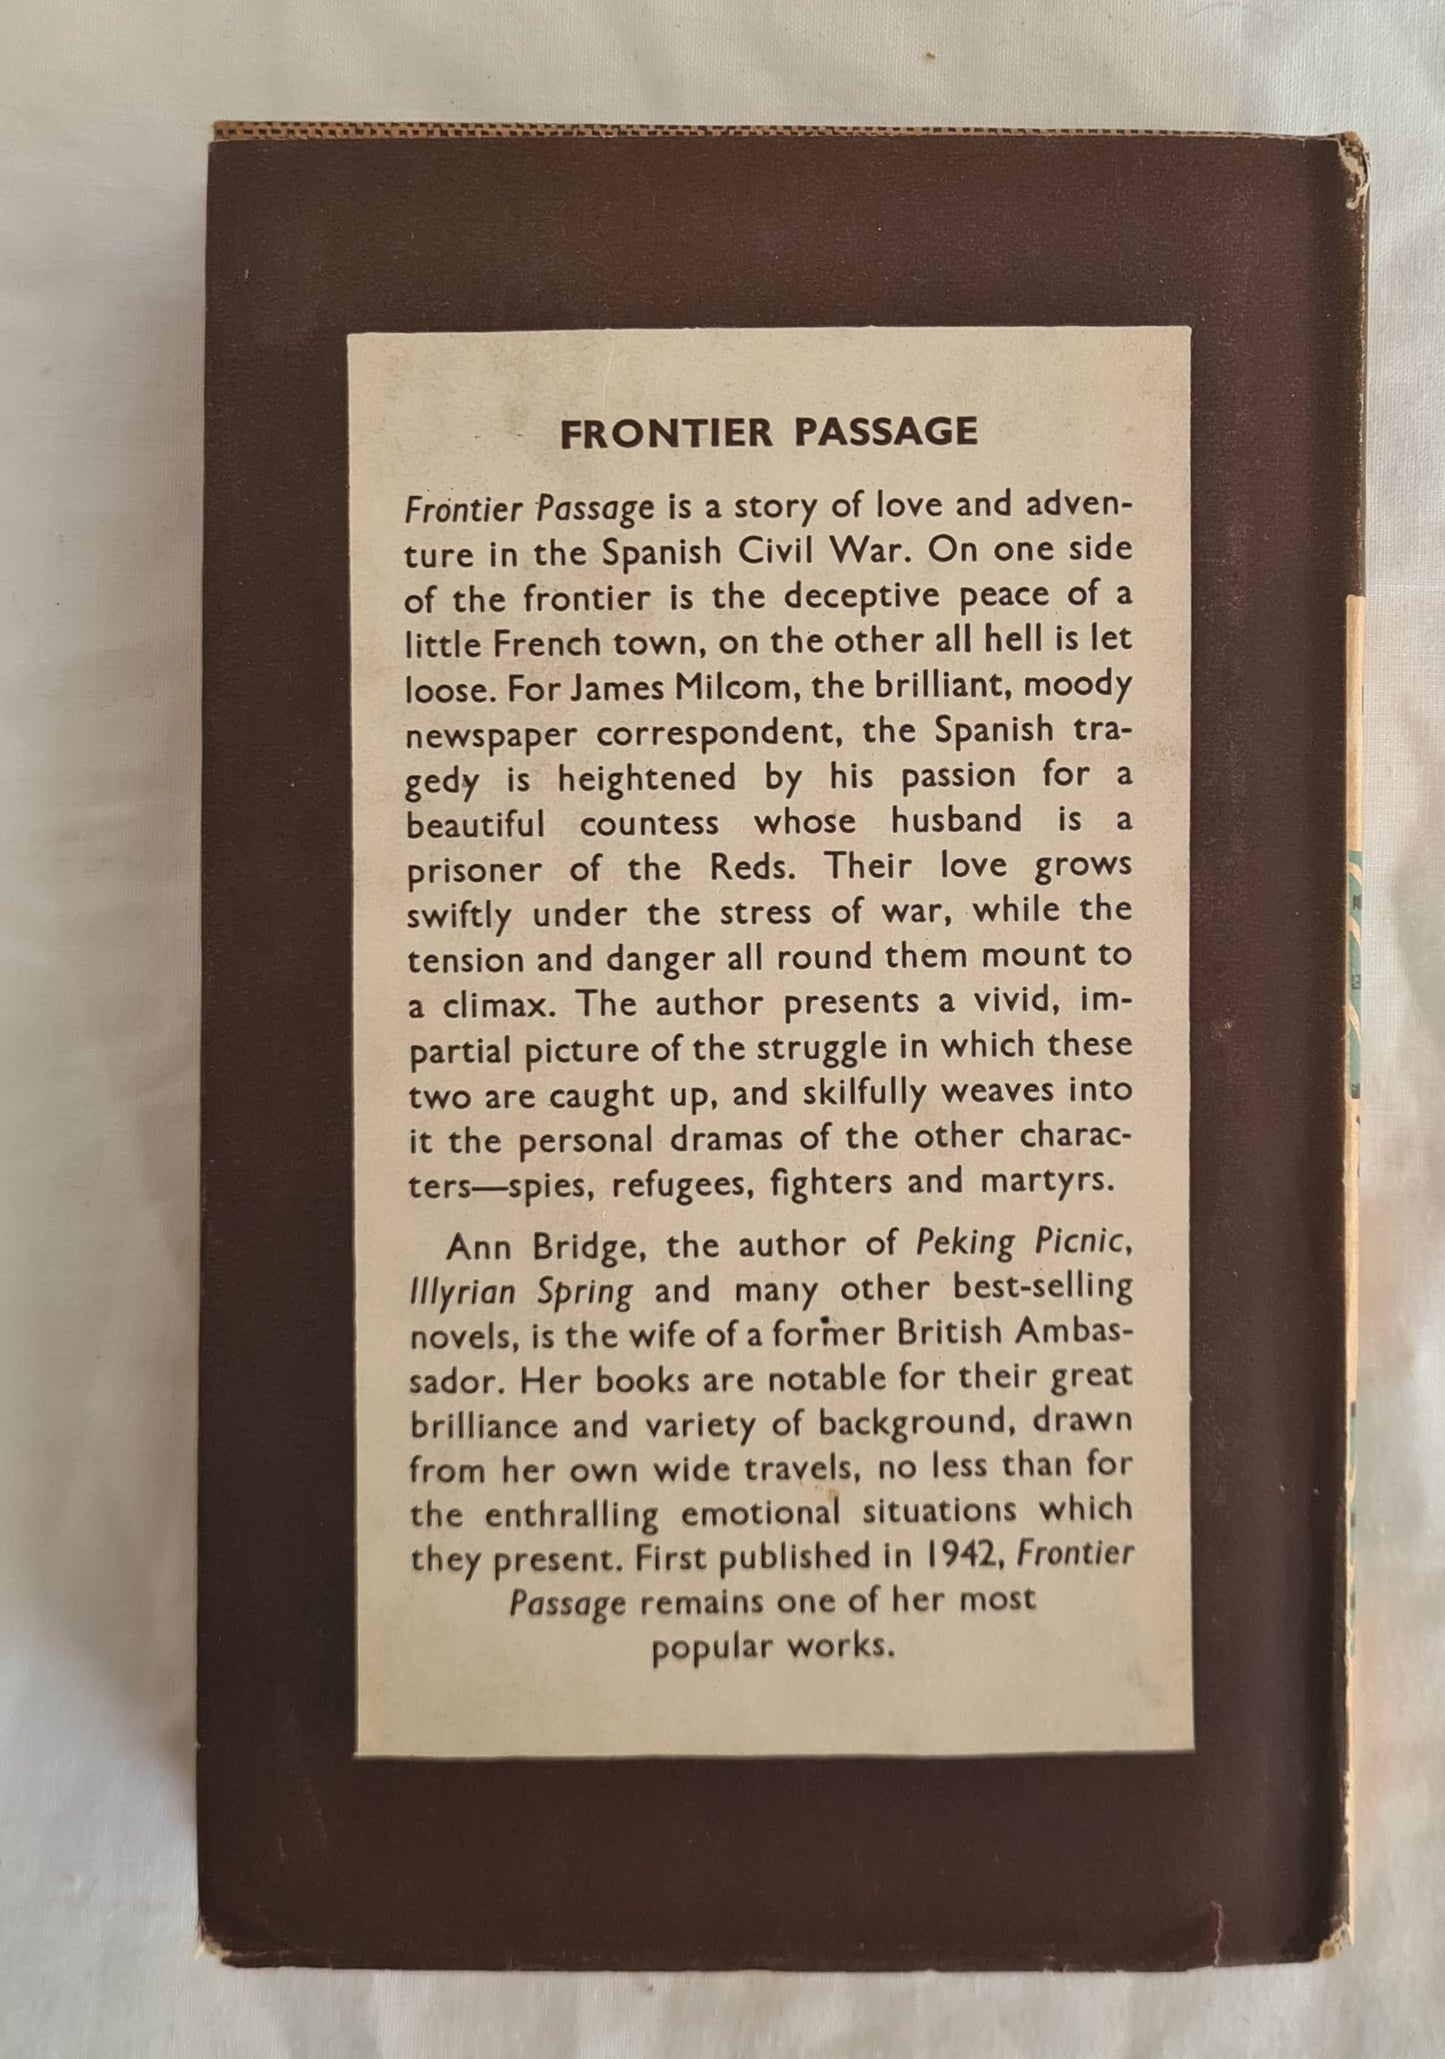 FRONTIER PASSAGE
Frontier Passage is a story of love and adven-
ture in the Spanish Civil War. On one side
of the frontier is the deceptive peace of a
little French town, on the other all hell is let
loose. For James Milcom, the brilliant, moody
newspaper correspondent, the Spanish tra-
gedy is heightened by his passion for a
beautiful countess whose husband is a
prisoner of the Reds. Their love grows
swiftly under the stress of war, while the
tension and danger all round them mount to
a climax. The author presents a vivid, im-
partial picture of the struggle in which these
two are caught up, and skilfully weaves into
it the personal dramas of the other charac-
ters—spies, refugees, fighters and martyrs.
Ann Bridge, the author of Peking Picnic,
Illyrian Spring and many other best-selling
novels, is the wife of a former British Ambas-
sador. Her books are notable for their great
brilliance and variety of background, drawn
from her own wide travels, no less than for
the enthralling emotional situations which
they present. First published in 1942, Frontier
Passage remains one of her most
popular works.